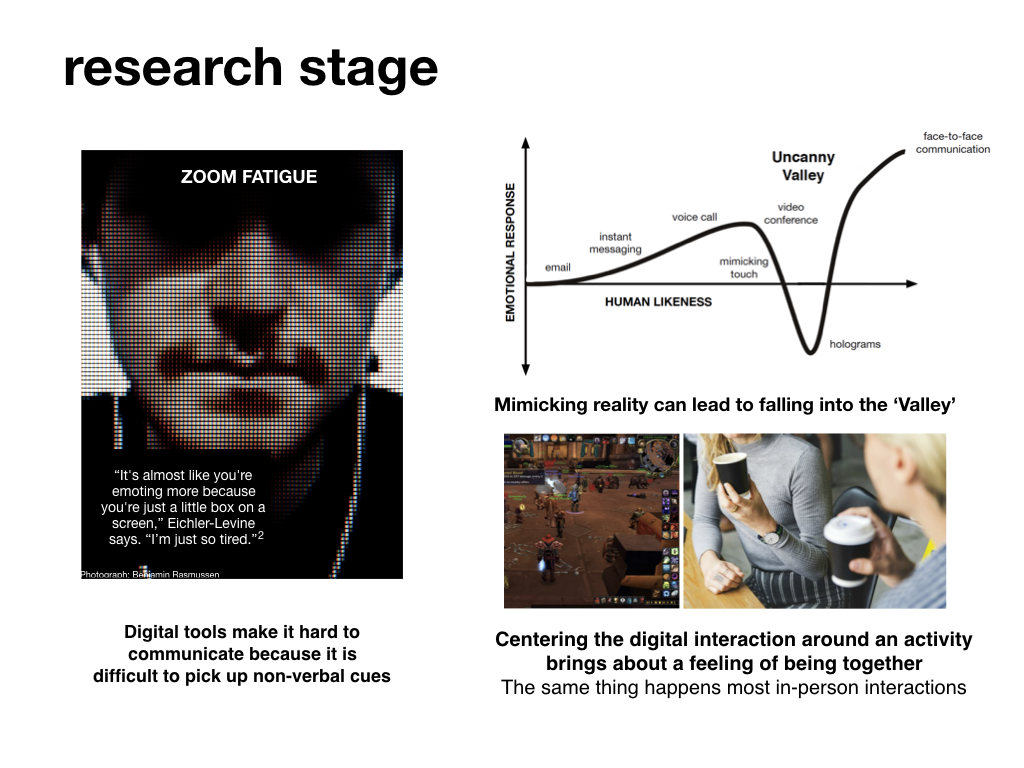 research stage
ZOOM FATIGUE
“It's almost like you're
emoting more because
you're just a little box on a
screen,” Eichler-Levine
says. “I'm just so tired.”2
Photograph: Benjamin Rasmussen
Digital tools make it hard to
communicate because it is
difficult to pick up non-verbal cues
face-to-face
communication
Uncanny
Valley
video
conference
voice call
instant
messaging
mimicking
touch
email
EMOTIONAL RESPONSE
HUMAN LIKENESS
holograms
Mimicking reality can lead to falling into the ‘Valley’
Centering the digital interaction around an activity
brings about a feeling of being together
The same thing happens most in-person interactions